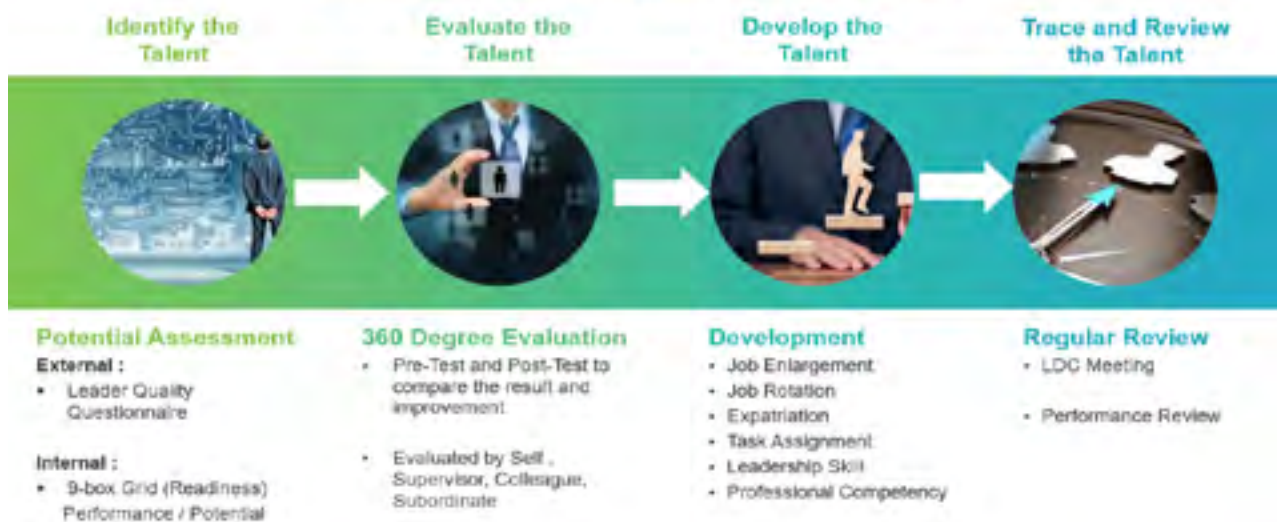 Identify the
Talent
Evaluate the
Talent
Develop the
Talent
Trace and Review
the Talent
Potential Assessment
External :
• Leader Quality
Questionnaire
Internal :
• 9-box Grid (Readiness)
Performance / Potential
360 Degree Evaluation
• Pre-Test and Post-Test to
compare the result and
improvement
• Evaluated by Self ,
Supervisor, Colleague,
Subordinate
Development
• Job Enlargement
• Job Rotation
• Expatriation
• Task Assignment
• Leadership Skill
• Professional Competency
Regular Review
• LDC Meeting
• Performance Review